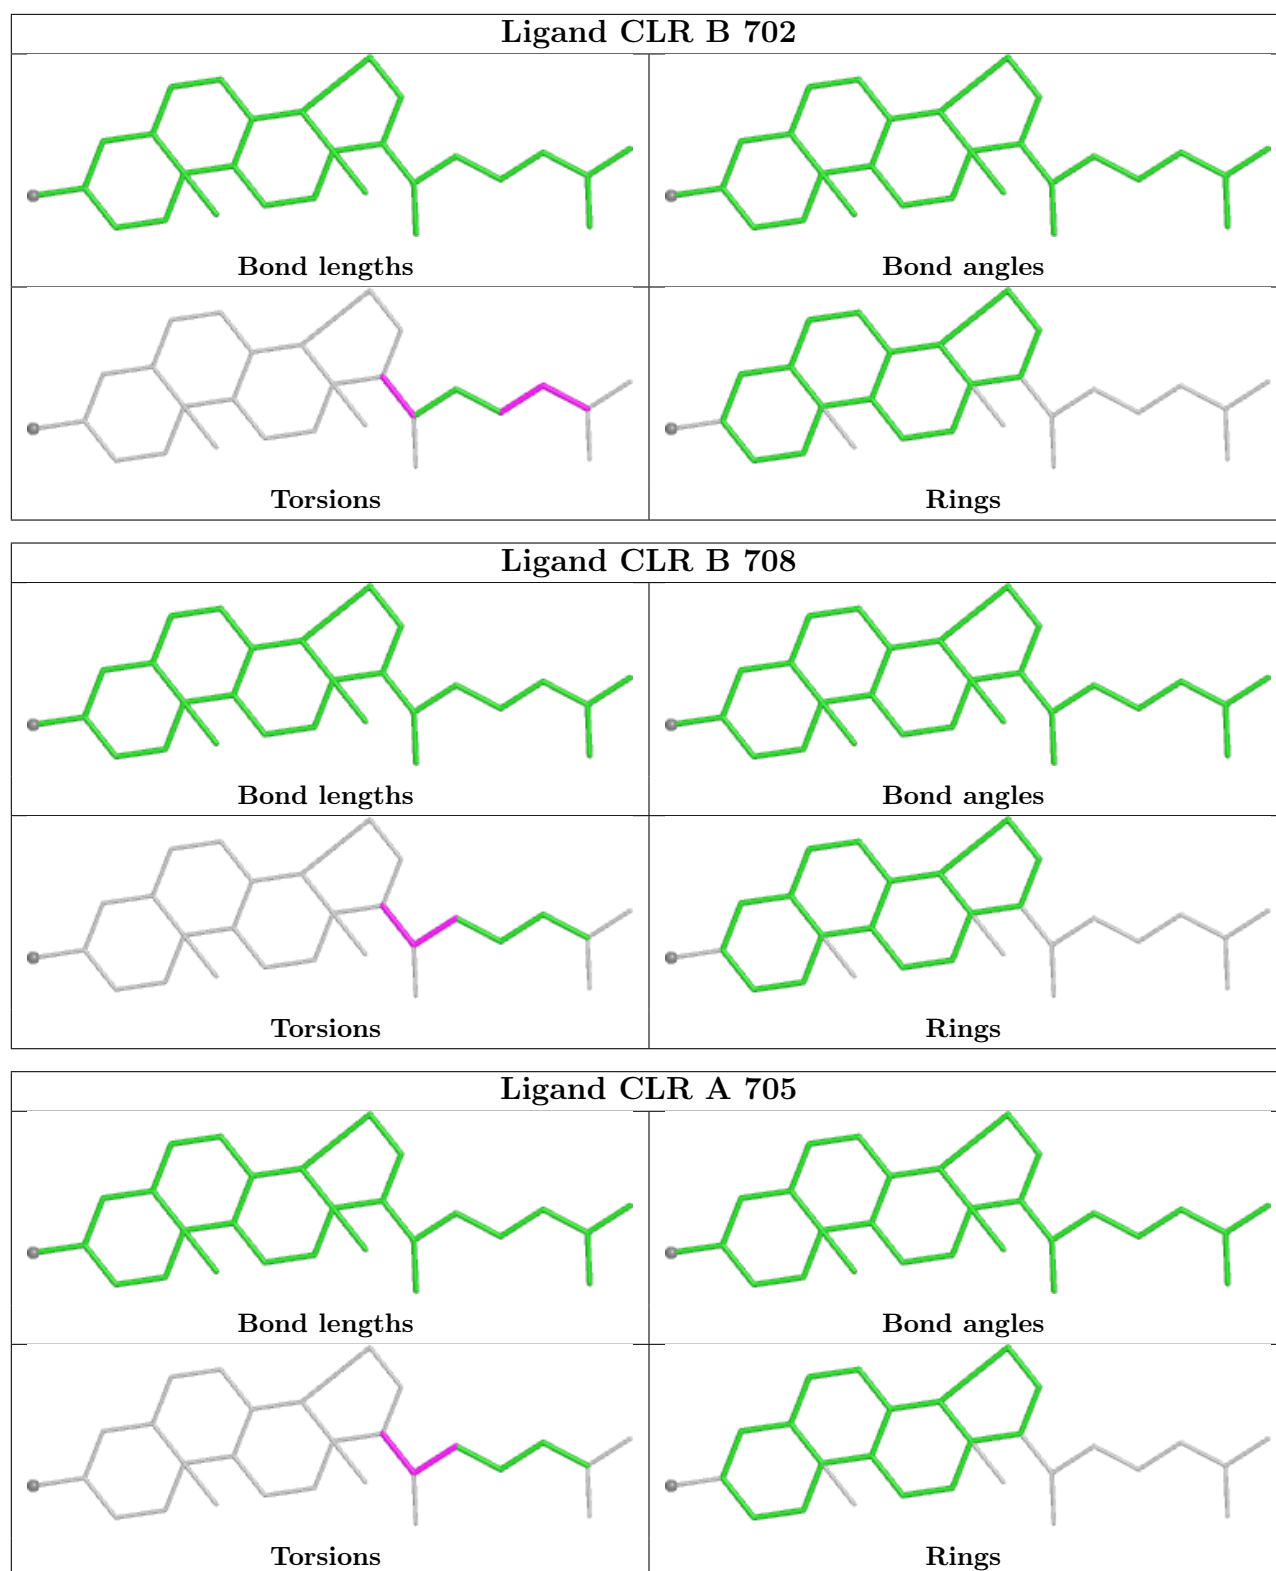 Ligand CLR B 702
Bond lengths
Bond angles
Torsions
Rings
Ligand CLR B 708
Bond lengths
Bond angles
Torsions
Rings
Ligand CLR A 705
Bond lengths
Bond angles
Torsions
Rings